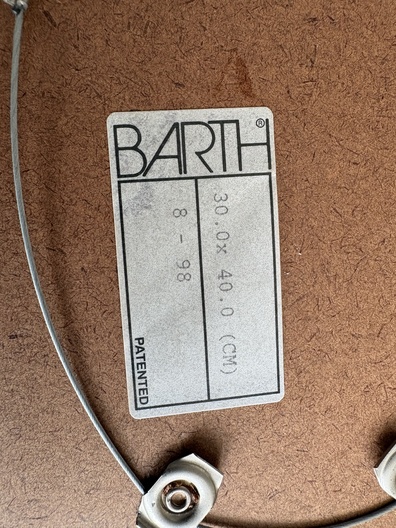 BARTH®
30.0x 40.0 (CM)
8 - 98
PATENTED